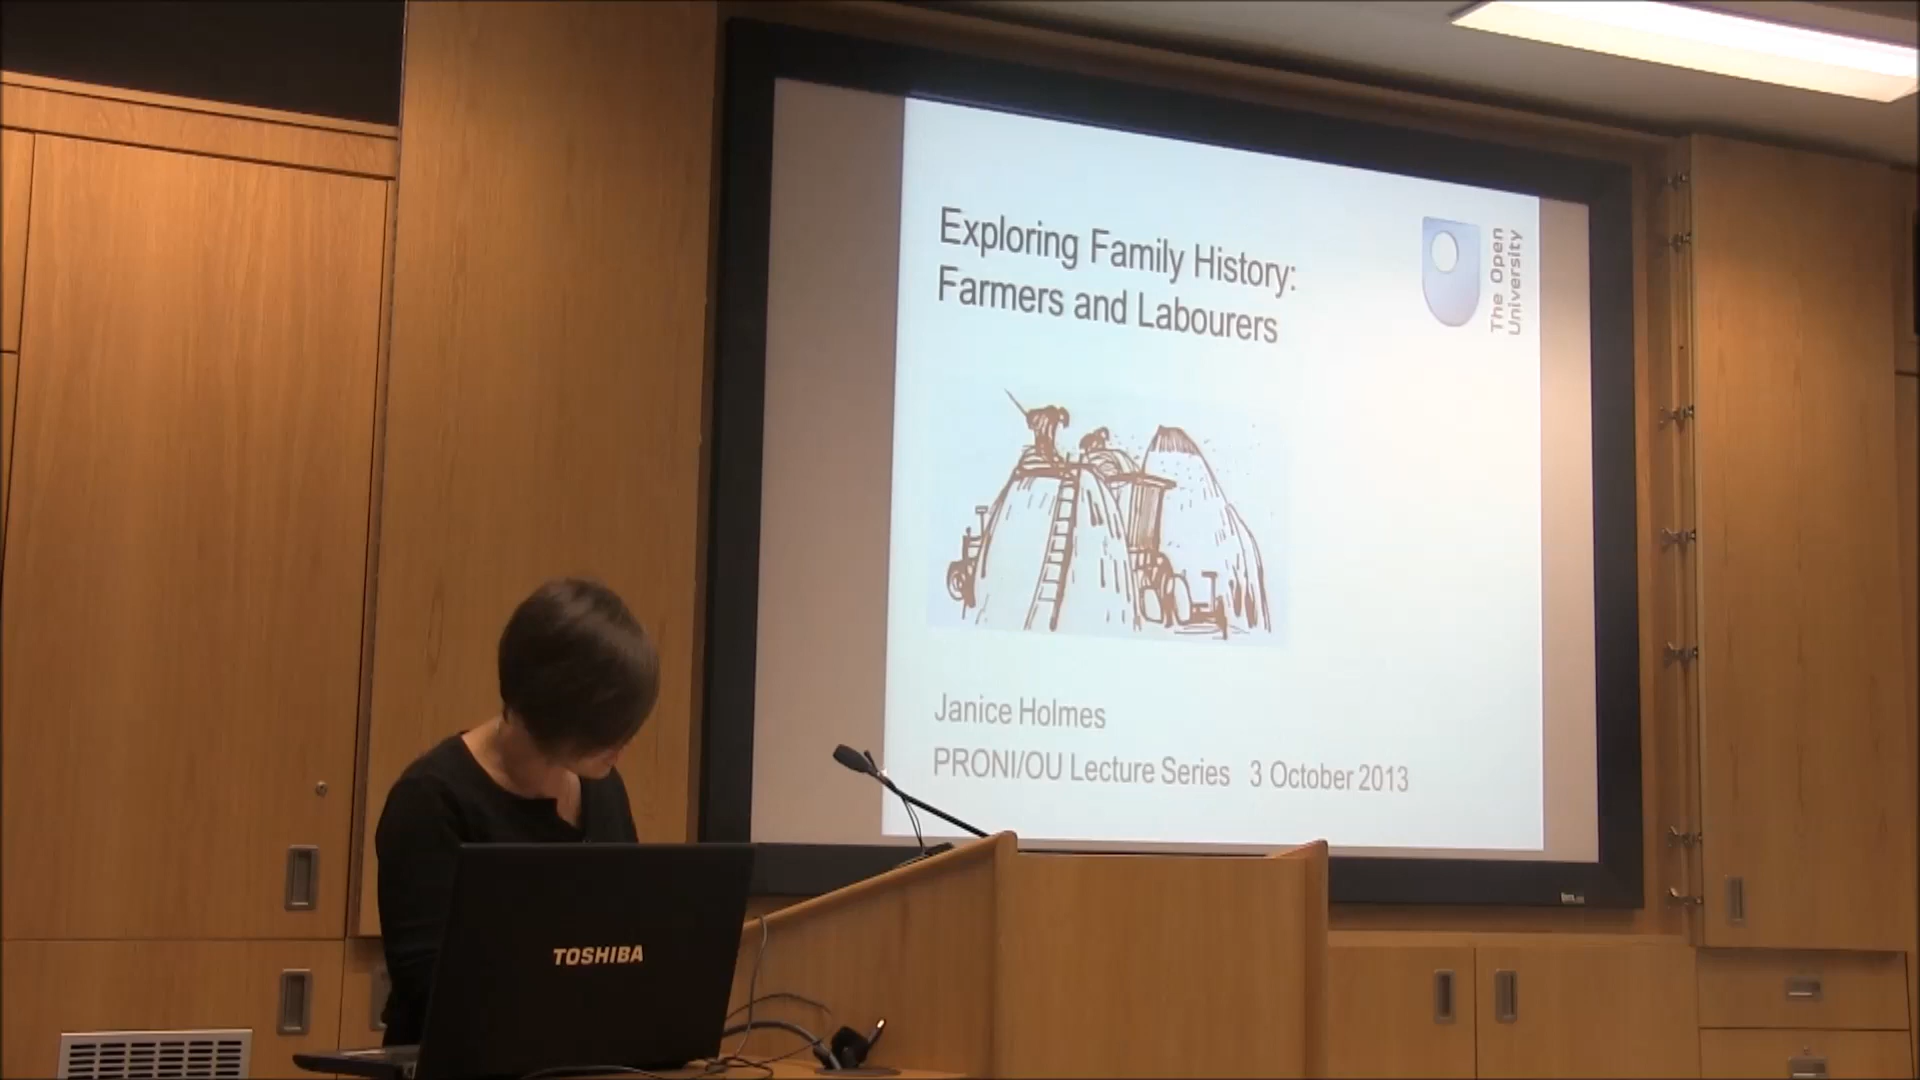 Exploring Family History:
Farmers and Labourers
The Open
University
Janice Holmes
PRONI/OU Lecture Series 3 October 2013
TOSHIBA